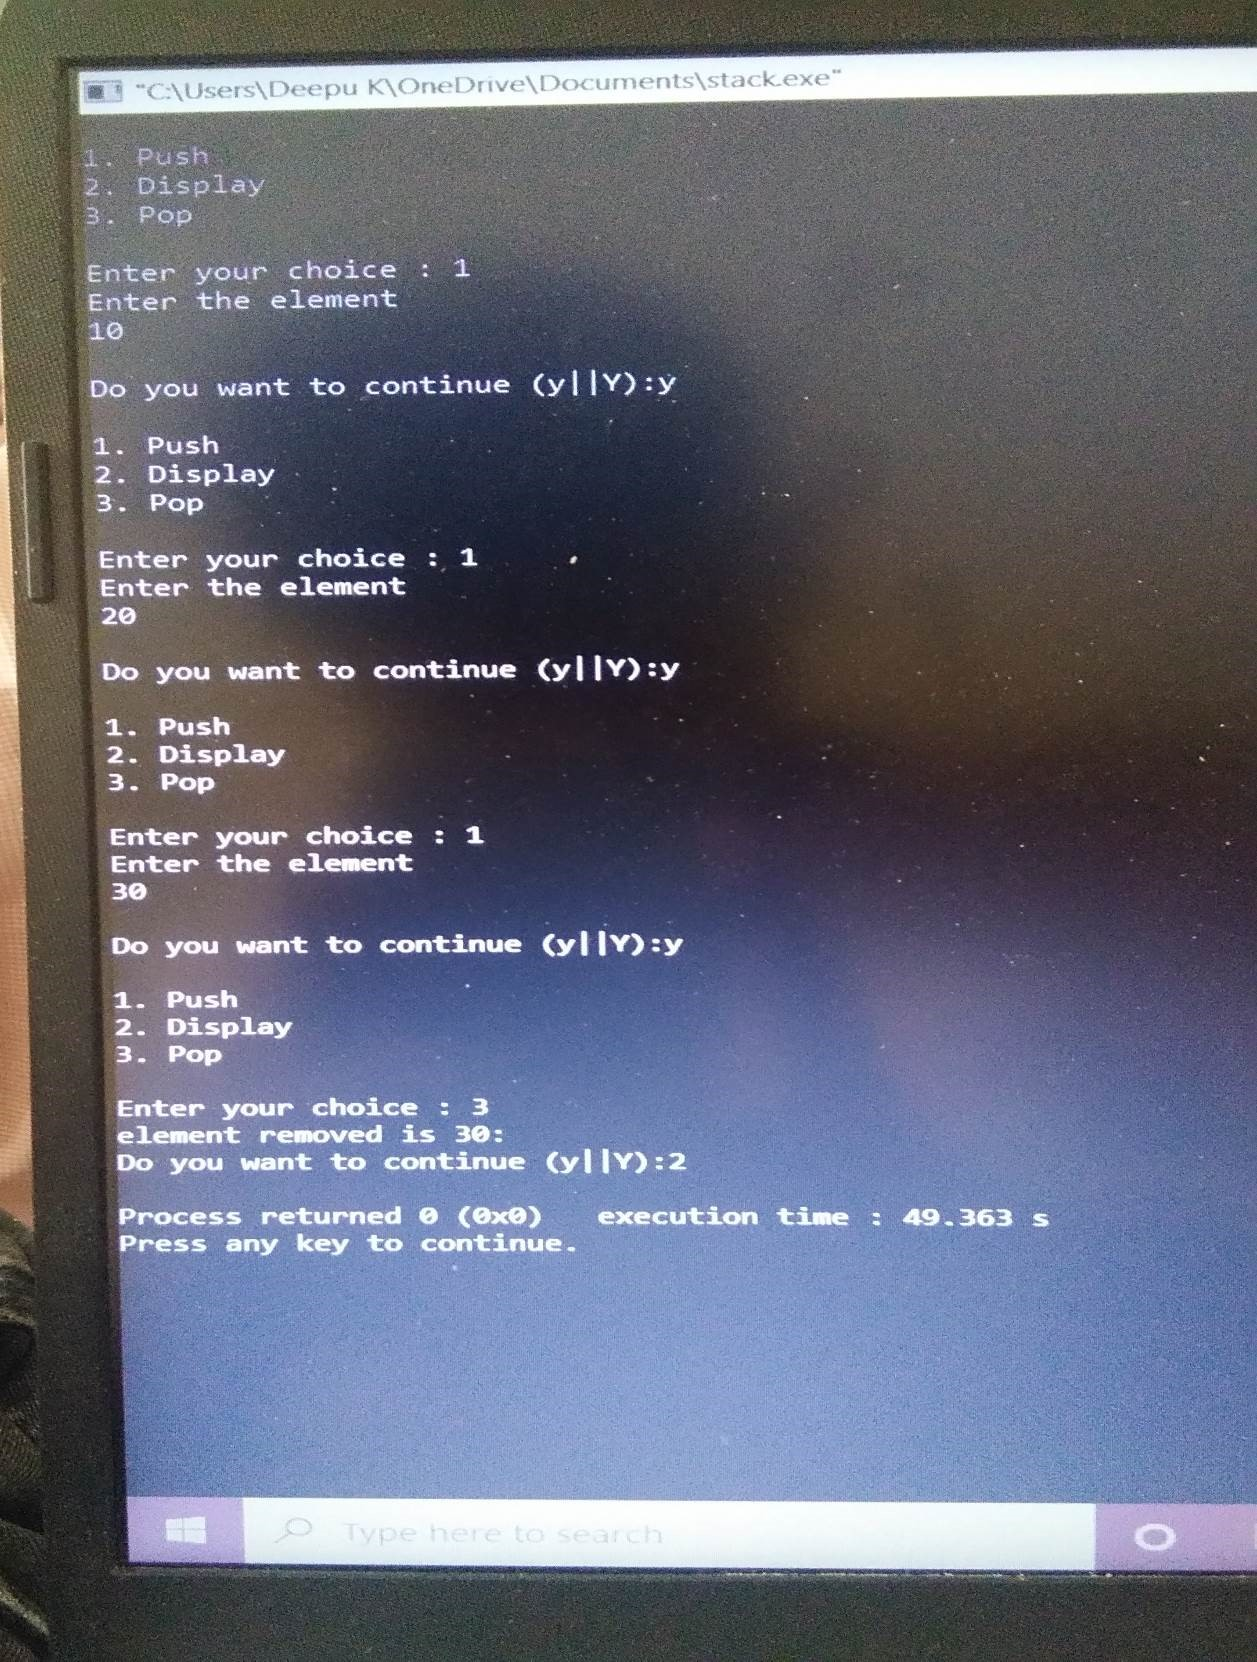 "C:\Users\Deepu K\OneDrive\Documents\stack.exe"
1. Push
2. Display
3. Pop
Enter your choice : 1
Enter the element
10
Do you want to continue (y||Y):y
1. Push
2. Display
3. Pop
Enter your choice : 1
Enter the element
20
Do you want to continue (y||Y):y
1. Push
2. Display
3. Pop
Enter your choice : 1
Enter the element
30
Do you want to continue (y||Y):y
1. Push
2. Display
3. Pop
Enter your choice : 3
element removed is 30:
Do you want to continue (y||Y):2
Process returned 0 (0x0)   execution time : 49.363 s
Press any key to continue.
Type here to search